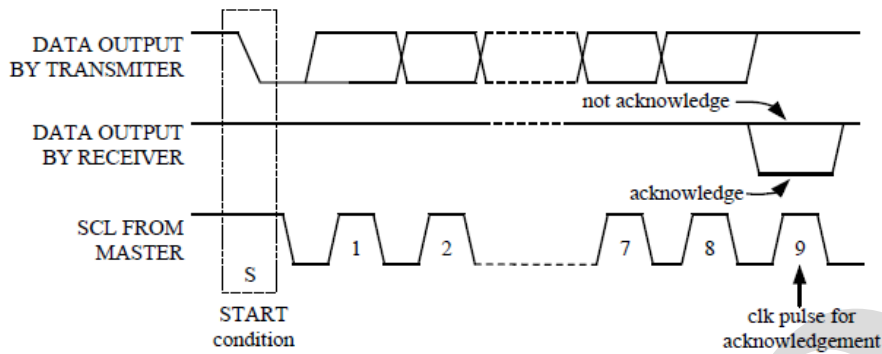 DATA OUTPUT
BY TRANSMITER
not acknowledge
DATA OUTPUT
BY RECEIVER
acknowledge
SCL FROM
MASTER
1
2
7
8
9
S
START
condition
clk pulse for
acknowledgement